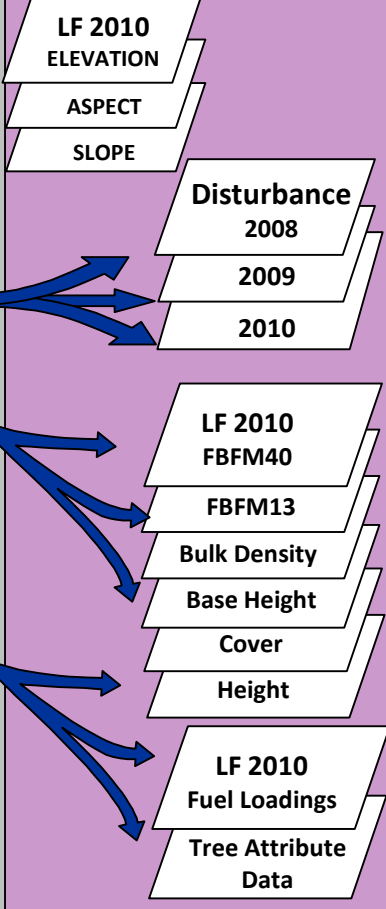 LF 2010
ELEVATION
ASPECT
SLOPE
Disturbance
2008
2009
2010
LF 2010
FBFM40
FBFM13
Bulk Density
Base Height
Cover
Height
LF 2010
Fuel Loadings
Tree Attribute
Data